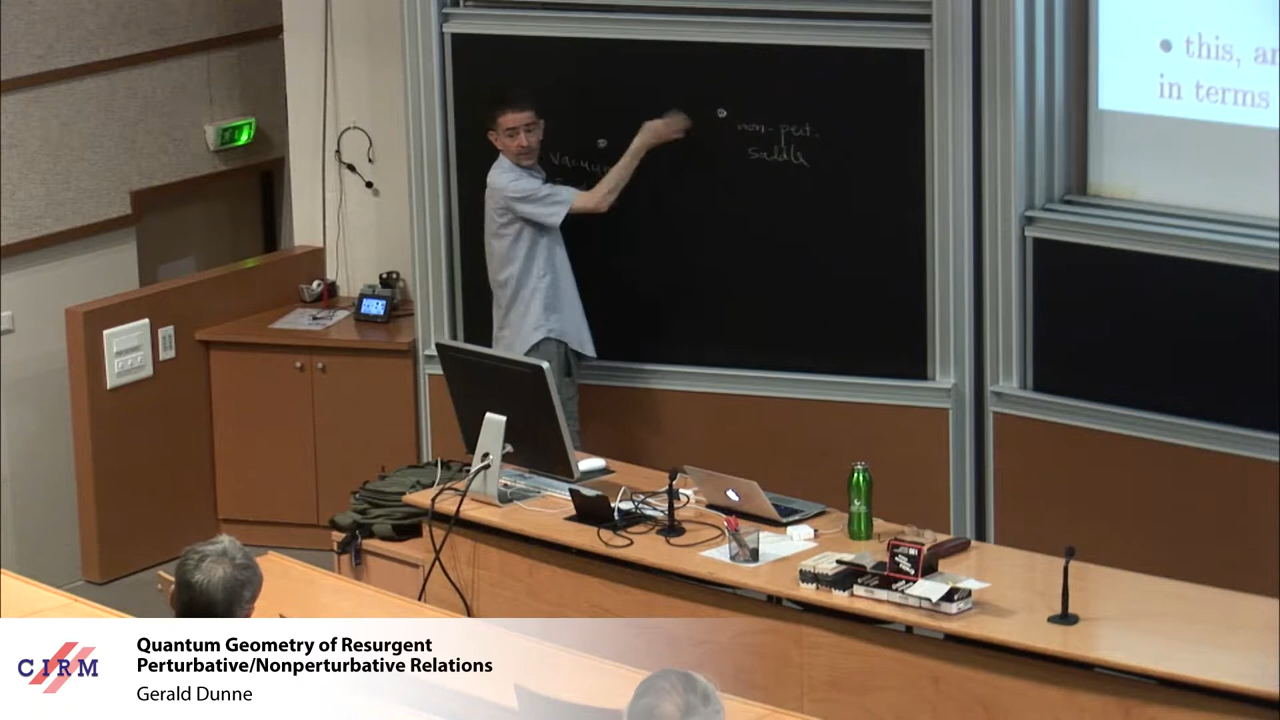 • this, an
in terms
non-pert.
saddle
vacuum
CIRM
Quantum Geometry of Resurgent
Perturbative/Nonperturbative Relations
Gerald Dunne